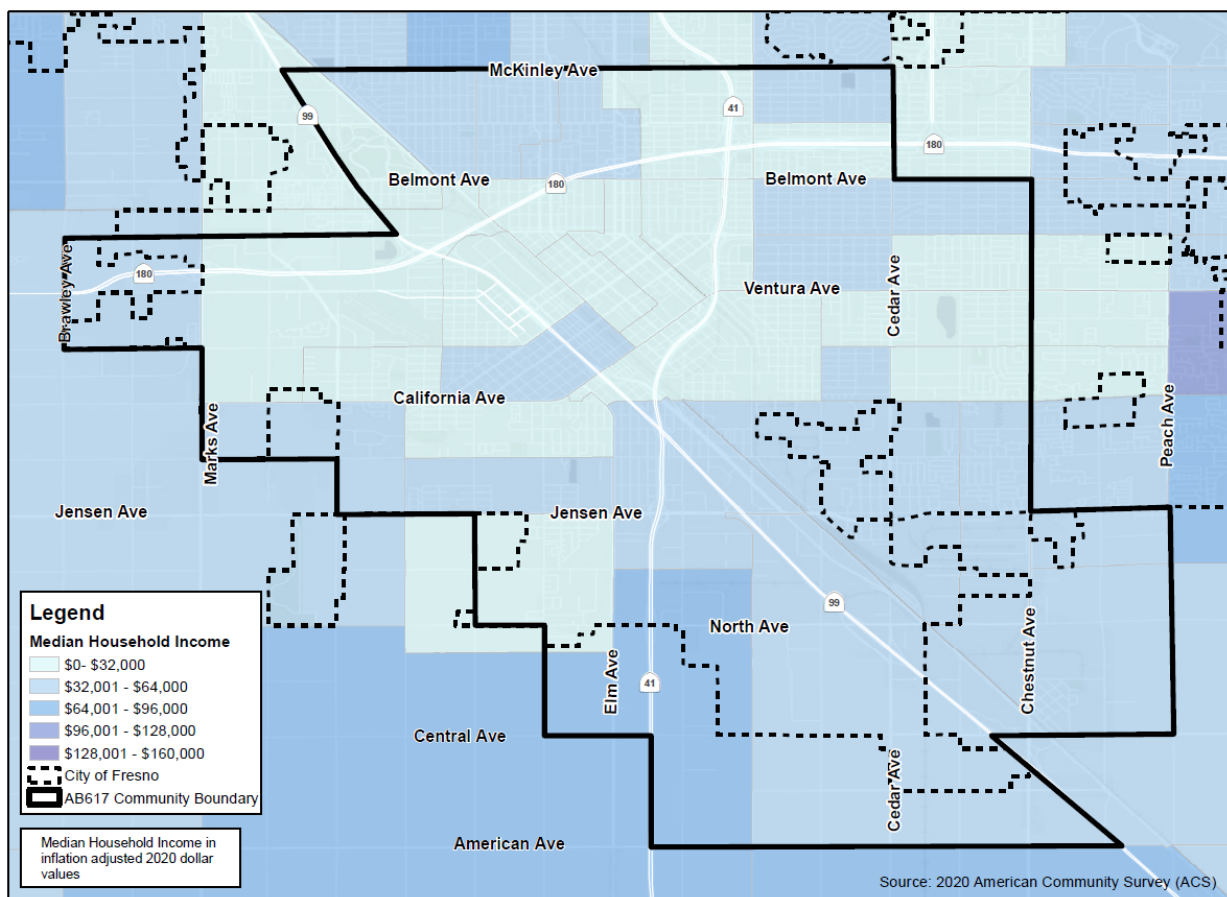 McKinley Ave
99
41
180
Belmont Ave
180
Belmont Ave
Brawley Ave
180
Ventura Ave
Cedar Ave
California Ave
Marks Ave
Peach Ave
Jensen Ave
Jensen Ave
99
North Ave
Chestnut Ave
Elm Ave
41
Central Ave
Cedar Ave
American Ave
Legend
Median Household Income
$0- $32,000
$32,001 - $64,000
$64,001 - $96,000
$96,001 - $128,000
$128,001 - $160,000
City of Fresno
AB617 Community Boundary
Median Household Income in
inflation adjusted 2020 dollar
values
Source: 2020 American Community Survey (ACS)